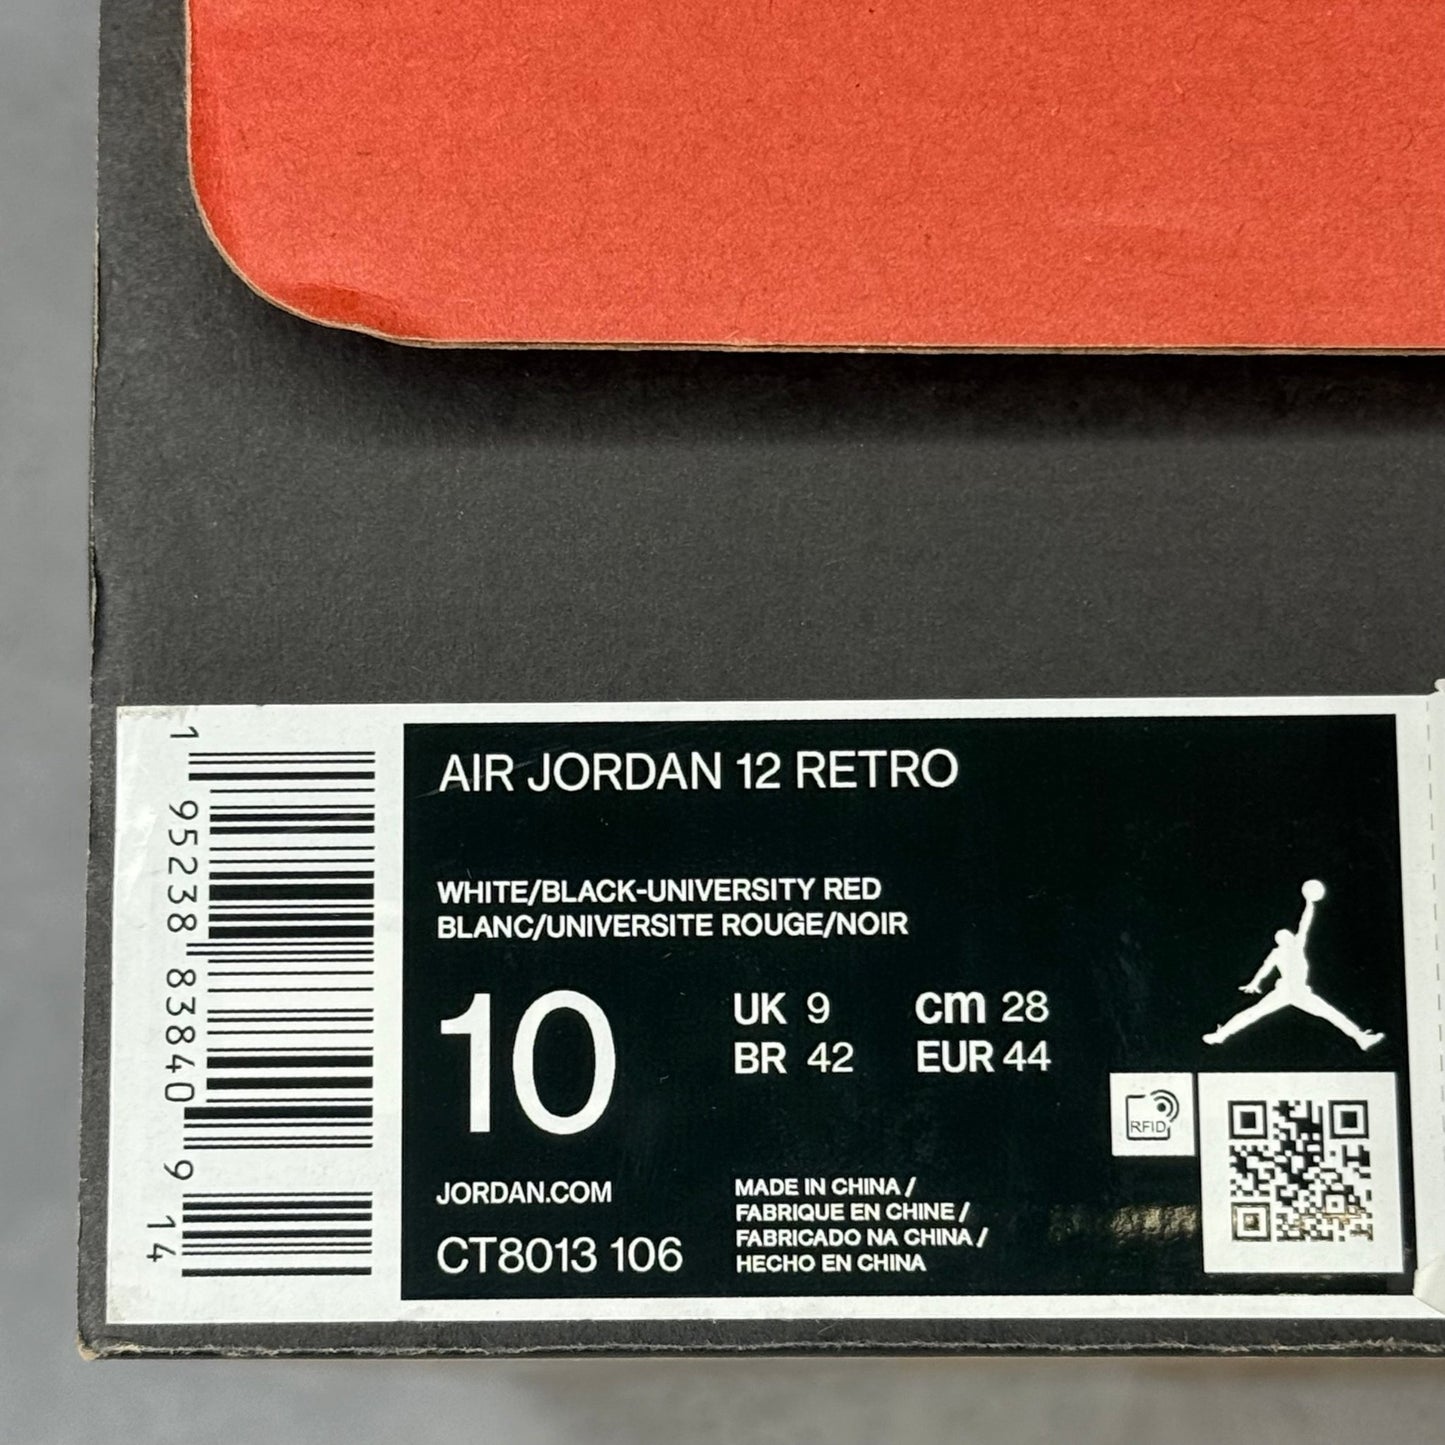 AIR JORDAN 12 RETRO
WHITE/BLACK-UNIVERSITY RED
BLANC/UNIVERSITE ROUGE/NOIR
10
UK 9 cm 28
BR 42 EUR 44
RFID
JORDAN.COM
CT8013 106
MADE IN CHINA /
FABRIQUE EN CHINE /
FABRICADO NA CHINA /
HECHO EN CHINA
1 95238 83840 9 14